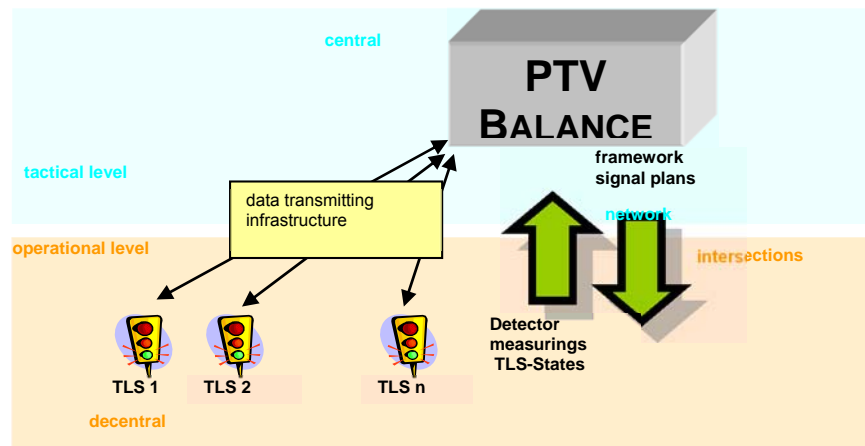 central
PTV
BALANCE
framework
signal plans
tactical level
data transmitting
infrastructure
network
operational level
intersections
Detector
measurings
TLS-States
TLS 1
TLS 2
TLS n
decentral